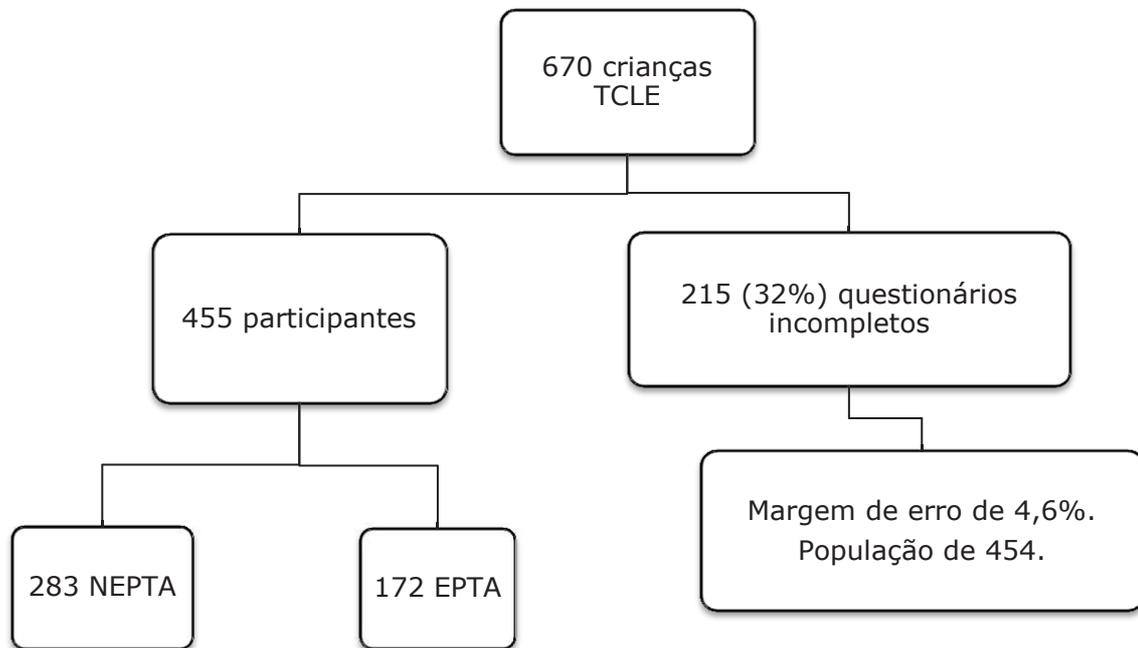 670 crianças
TCLE
455 participantes
215 (32%) questionários
incompletos
283 NEPTA
172 EPTA
Margem de erro de 4,6%.
População de 454.